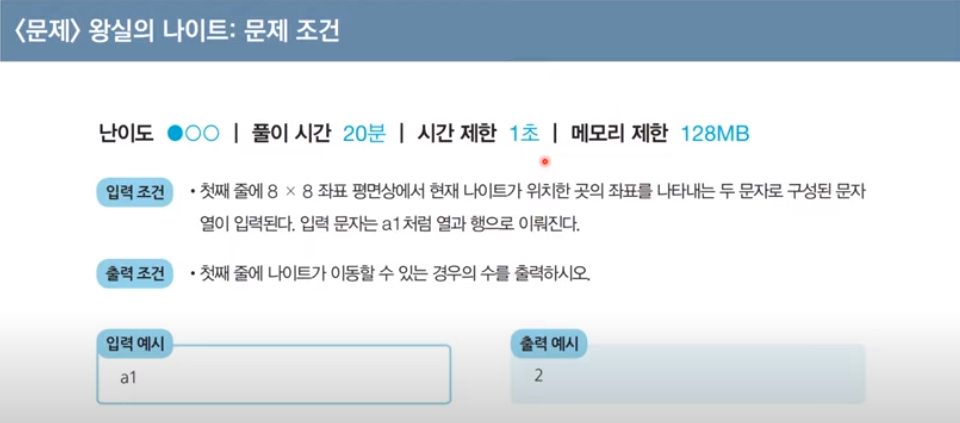 〈문제〉 왕실의 나이트: 문제 조건
난이도 ●○○ | 풀이 시간 20분 | 시간 제한 1초 | 메모리 제한 128MB
입력 조건 • 첫째 줄에 8 × 8 좌표 평면상에서 현재 나이트가 위치한 곳의 좌표를 나타내는 두 문자로 구성된 문자
열이 입력된다. 입력 문자는 a1처럼 열과 행으로 이뤄진다.
출력 조건 • 첫째 줄에 나이트가 이동할 수 있는 경우의 수를 출력하시오.
입력 예시
a1
출력 예시
2